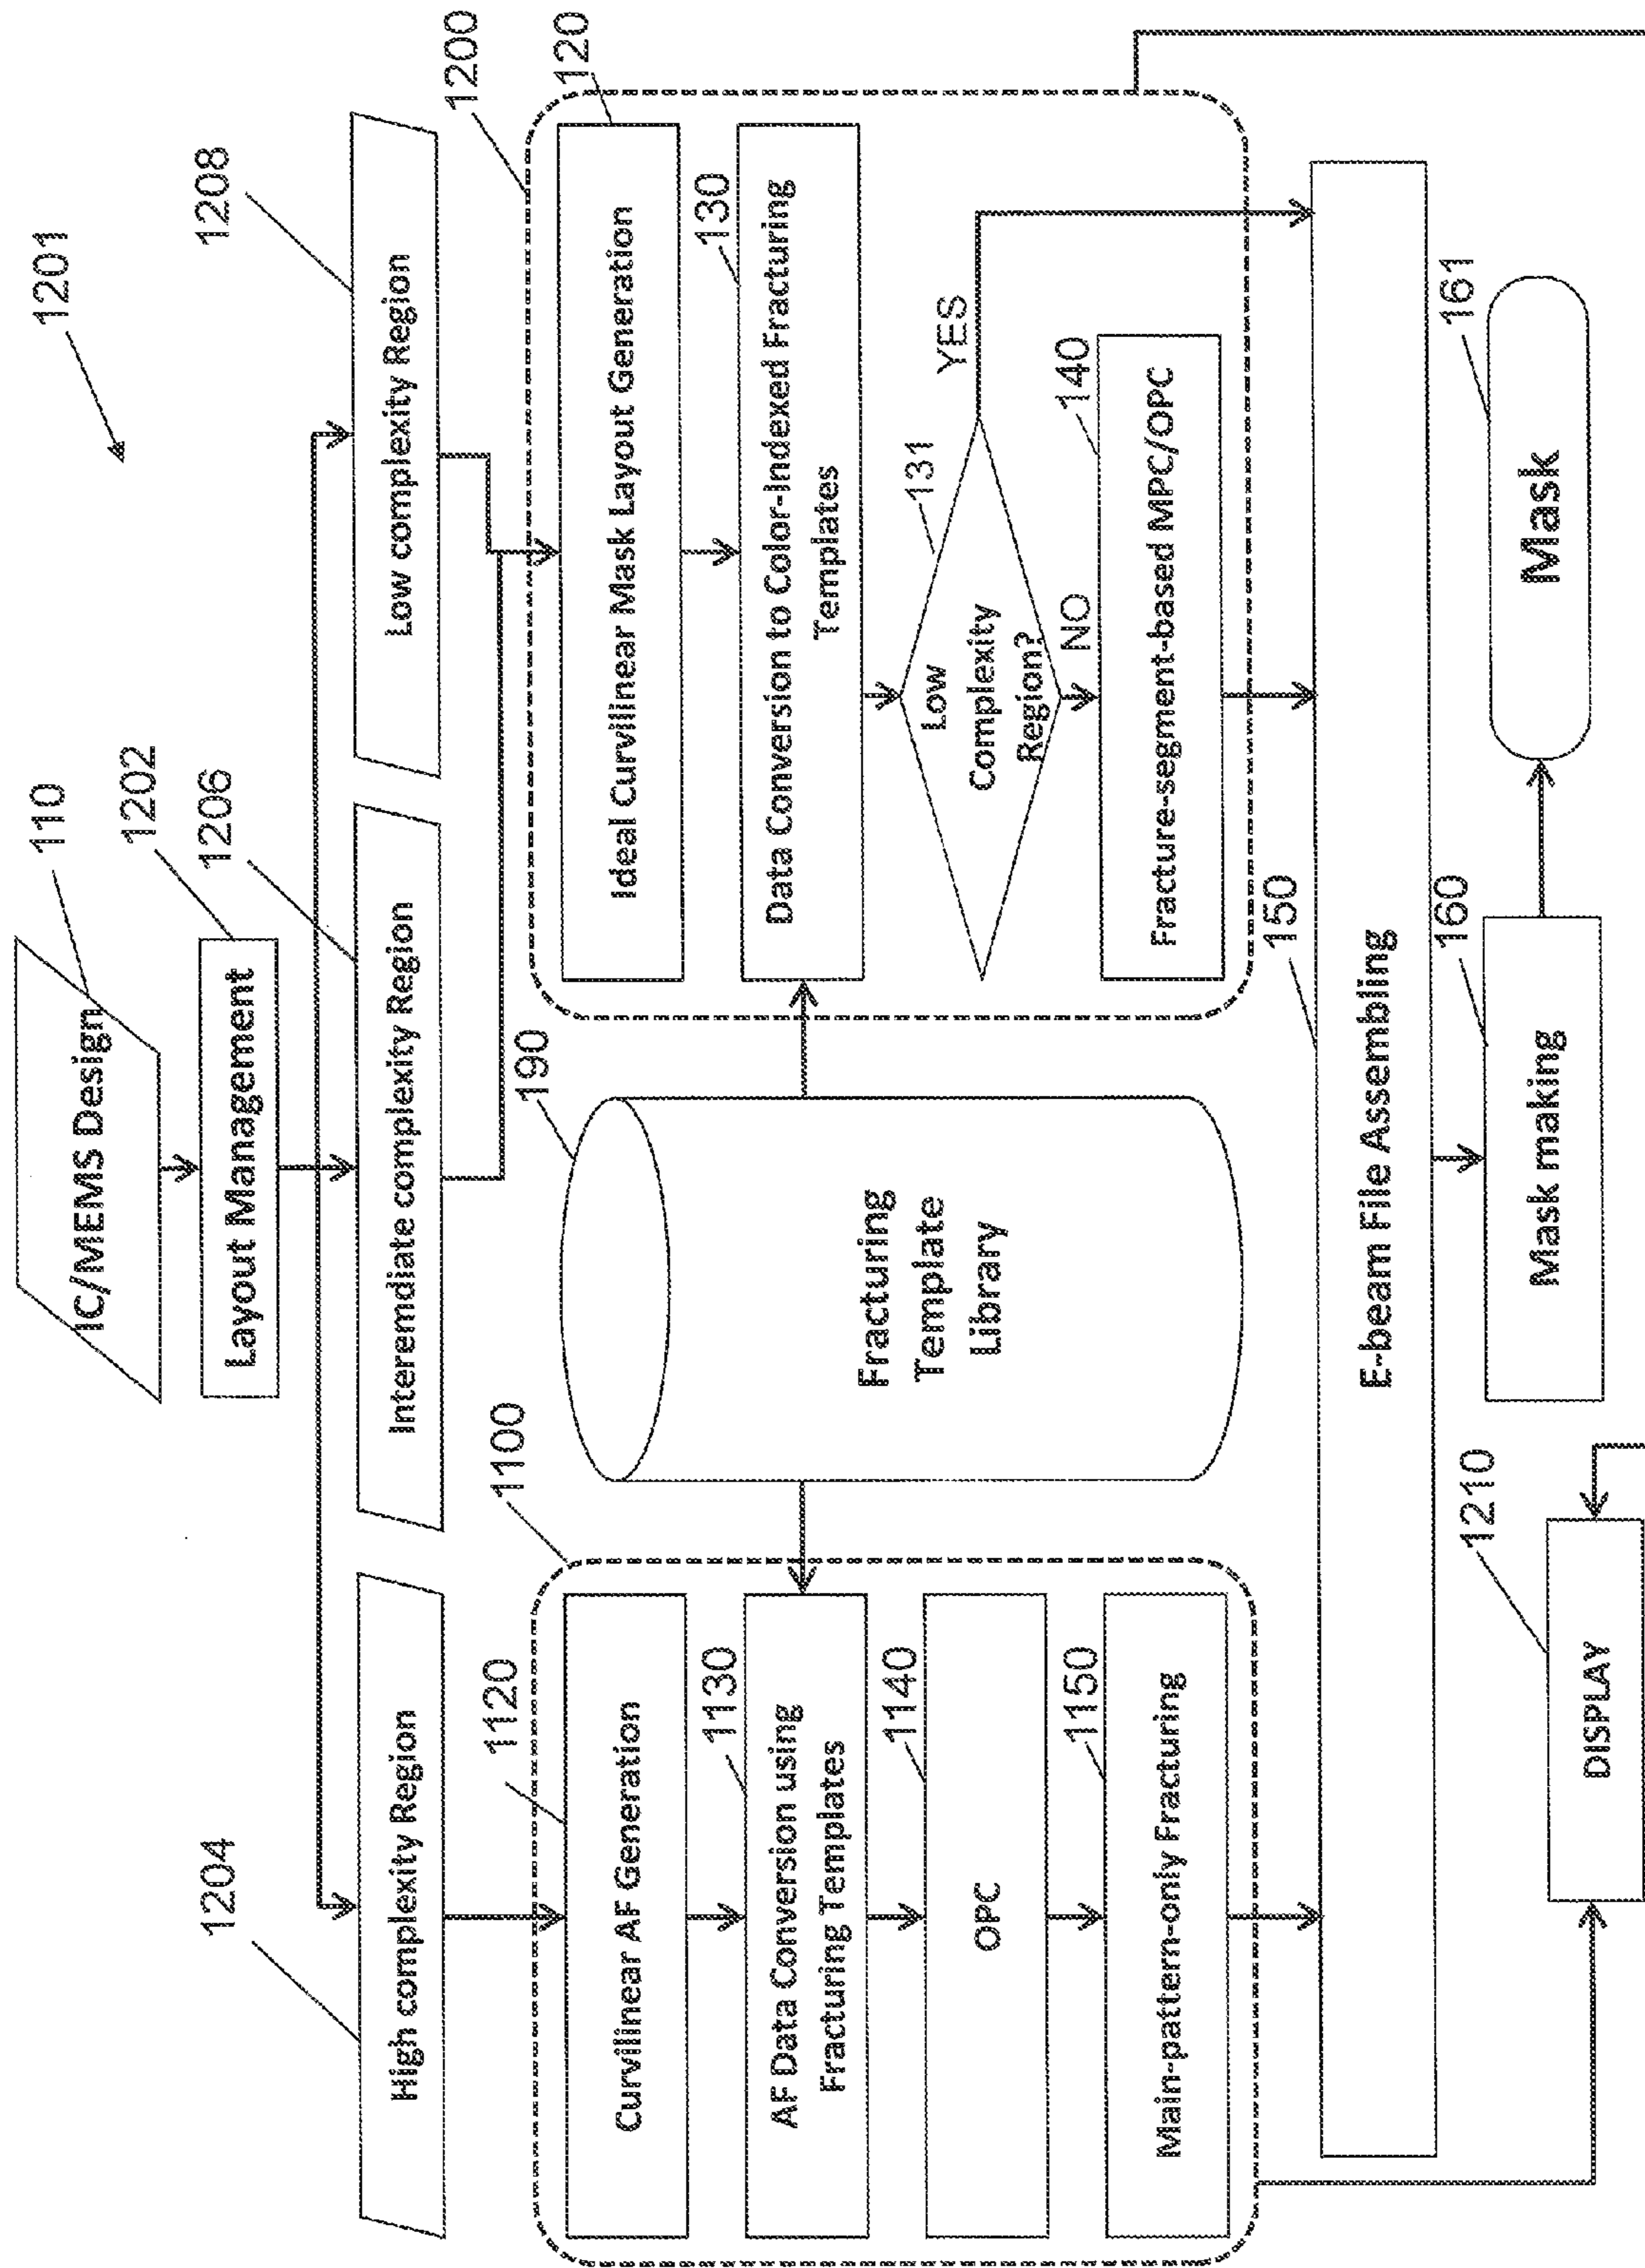 1201
IC/MEMS Design
110
Layout Management
1202
1204
1206
1208
High complexity Region
Interemdiate complexity Region
Low complexity Region
1120
1100
190
1200
120
Curvilinear AF Generation
Ideal Curvilinear Mask Layout Generation
1130
130
AF Data Conversion using
Fracturing Templates
Fracturing
Template
Library
Data Conversion to Color-Indexed Fracturing
Templates
1140
OPC
131
Low
Complexity
Region?
YES
NO
1150
Main-pattern-only Fracturing
140
Fracture-segment-based MPC/OPC
150
E-beam File Assembling
1210
DISPLAY
160
Mask making
161
Mask